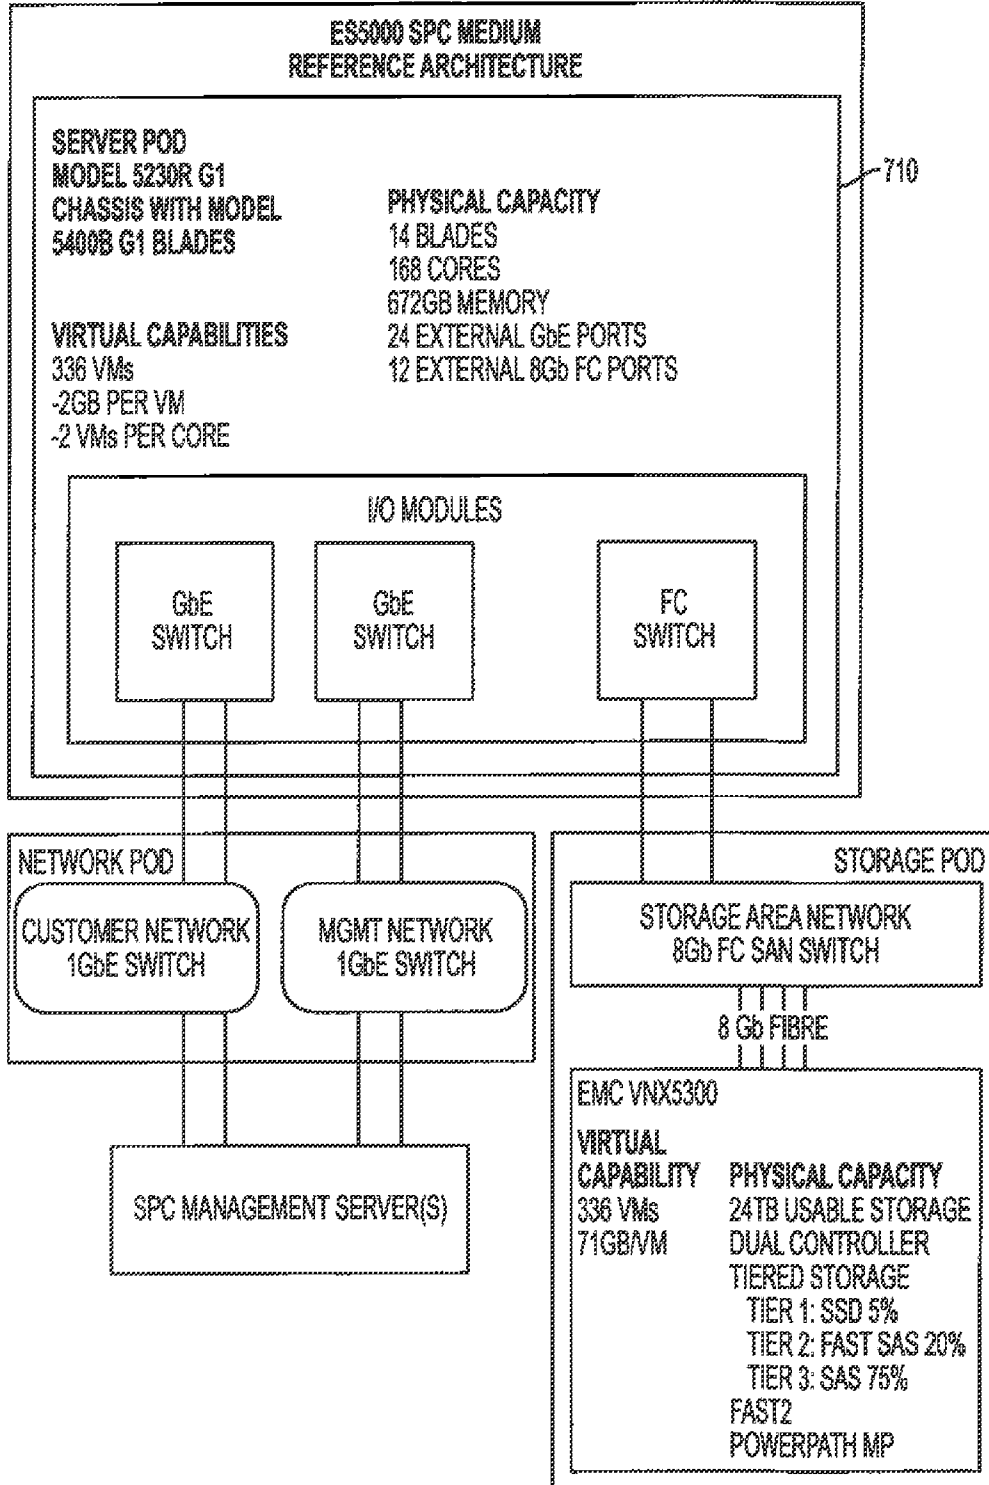 ES5000 SPC MEDIUM
REFERENCE ARCHITECTURE
SERVER POD
MODEL 5230R G1
CHASSIS WITH MODEL
5400B G1 BLADES
710
PHYSICAL CAPACITY
14 BLADES
168 CORES
672GB MEMORY
24 EXTERNAL GbE PORTS
12 EXTERNAL 8Gb FC PORTS
VIRTUAL CAPABILITIES
336 VMs
-2GB PER VM
-2 VMs PER CORE
I/O MODULES
GbE
SWITCH
GbE
SWITCH
FC
SWITCH
NETWORK POD
CUSTOMER NETWORK
1GbE SWITCH
MGMT NETWORK
1GbE SWITCH
SPC MANAGEMENT SERVER(S)
STORAGE POD
STORAGE AREA NETWORK
8Gb FC SAN SWITCH
8 Gb FIBRE
EMC VNX5300
VIRTUAL
CAPABILITY
336 VMs
71GB/VM
PHYSICAL CAPACITY
24TB USABLE STORAGE
DUAL CONTROLLER
TIERED STORAGE
TIER 1: SSD 5%
TIER 2: FAST SAS 20%
TIER 3: SAS 75%
FAST2
POWERPATH MP